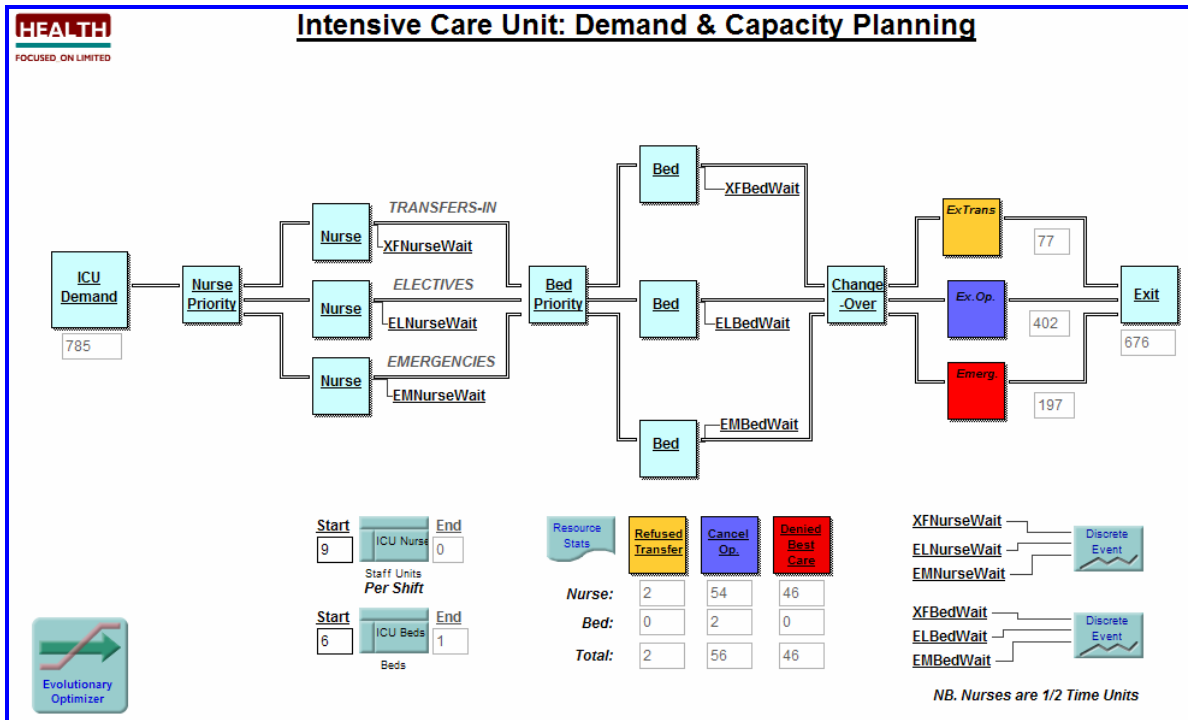 HEALTH
FOCUSED ON LIMITED
Intensive Care Unit: Demand & Capacity Planning
Bed
XFBedWait
TRANSFERS-IN
Nurse
XFNurseWait
ExTrans
77
ICU
Demand
785
Nurse
Priority
ELECTIVES
Nurse
ELNurseWait
Bed
Priority
Bed
ELBedWait
Change
-Over
Ex.Op.
402
Exit
676
EMERGENCIES
Nurse
EMNurseWait
Emerg.
197
Bed
EMBedWait
Start
9
ICU Nurse
End
0
Staff Units
Per Shift
Start
6
ICU Beds
End
1
Beds
Resource
Stats
Refused
Transfer
Cancel
Op.
Denied
Best
Care
Nurse: 2 54 46
Bed: 0 2 0
Total: 2 56 46
XFNurseWait
ELNurseWait
EMNurseWait
Discrete
Event
XFBedWait
ELBedWait
EMBedWait
Discrete
Event
NB. Nurses are 1/2 Time Units
Evolutionary
Optimizer